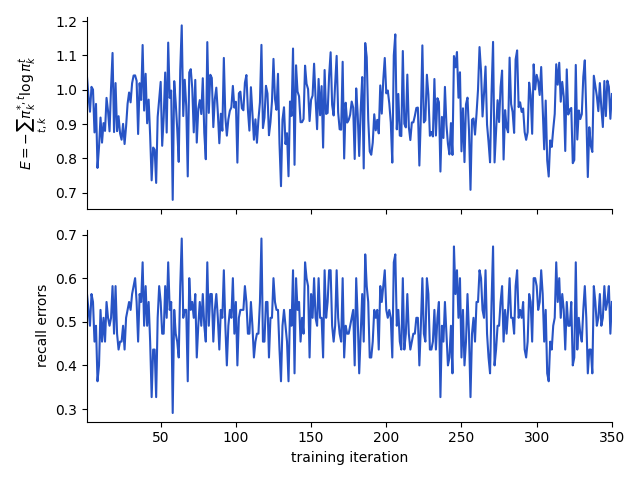 1.2
1.1
1.0
0.9
0.8
0.7
E = −∑_{t,k} π_k^{*,t} log π_k^t
0.7
0.6
0.5
0.4
0.3
recall errors
50 100 150 200 250 300 350
training iteration